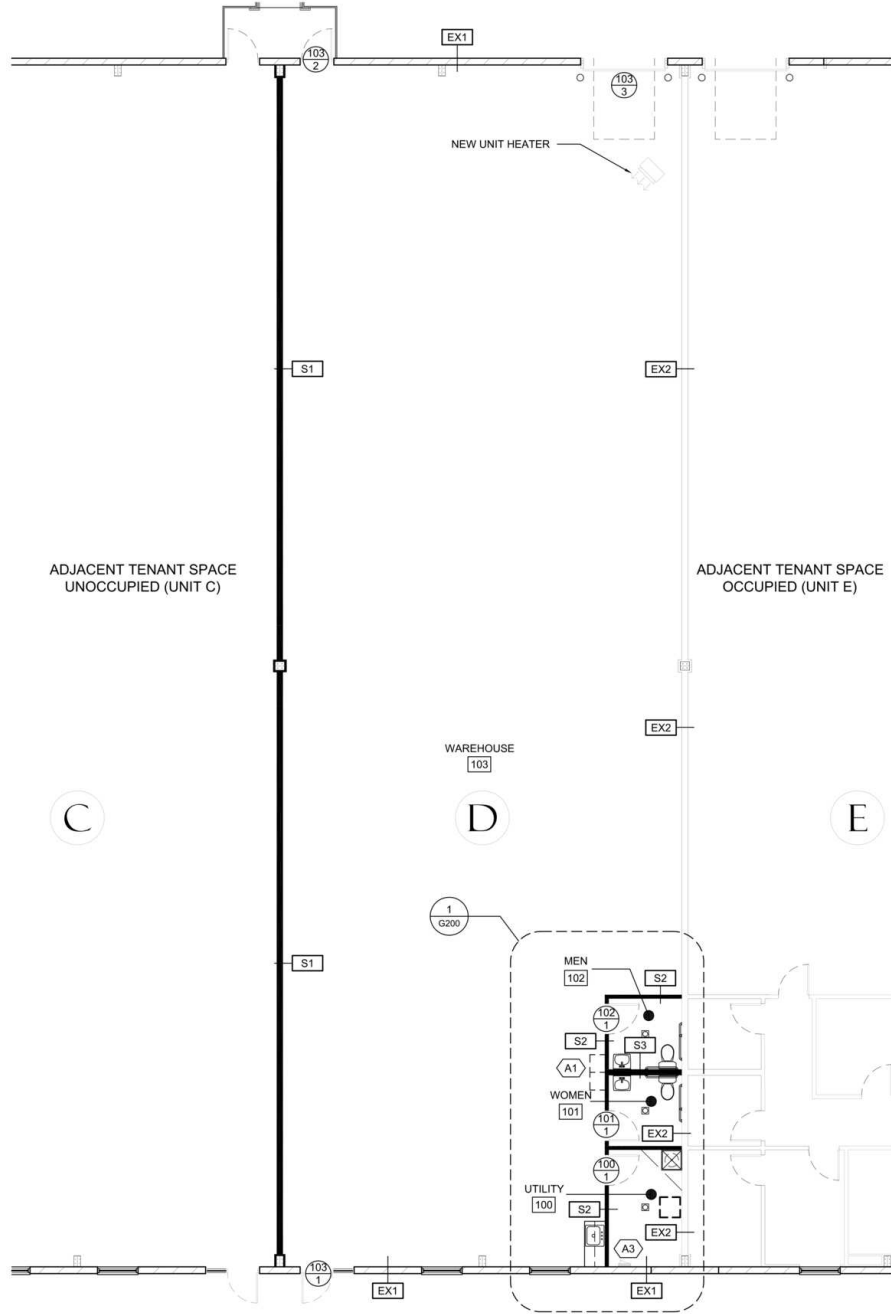 EX1
103
2
103
3
NEW UNIT HEATER
S1
EX2
ADJACENT TENANT SPACE
UNOCCUPIED (UNIT C)
ADJACENT TENANT SPACE
OCCUPIED (UNIT E)
EX2
WAREHOUSE
103
C
D
E
1
G200
S1
MEN
102
S2
102
1
S2
S3
A1
WOMEN
101
101
1
EX2
100
1
UTILITY
100
S2
EX2
A3
103
1
EX1
EX1